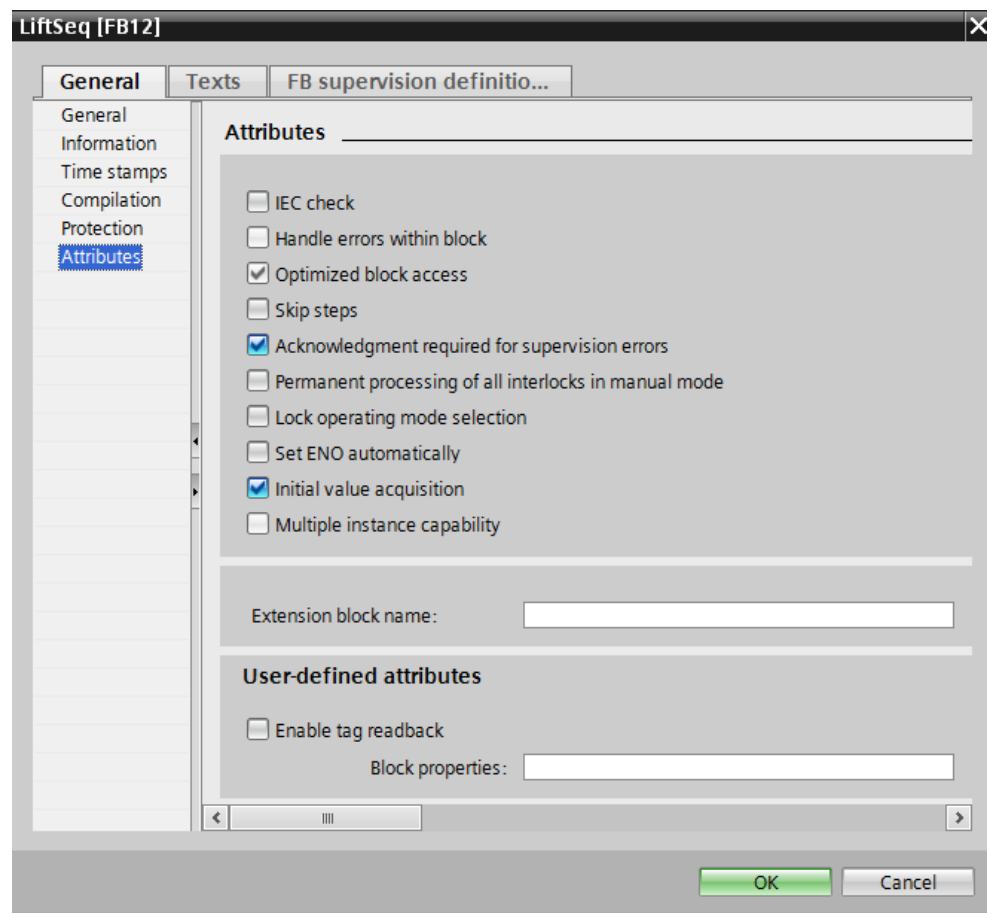 LiftSeq [FB12]
General
Texts
FB supervision definitio...
General
Information
Time stamps
Compilation
Protection
Attributes
Attributes
IEC check
Handle errors within block
Optimized block access
Skip steps
Acknowledgment required for supervision errors
Permanent processing of all interlocks in manual mode
Lock operating mode selection
Set ENO automatically
Initial value acquisition
Multiple instance capability
Extension block name:
User-defined attributes
Enable tag readback
Block properties:
OK
Cancel